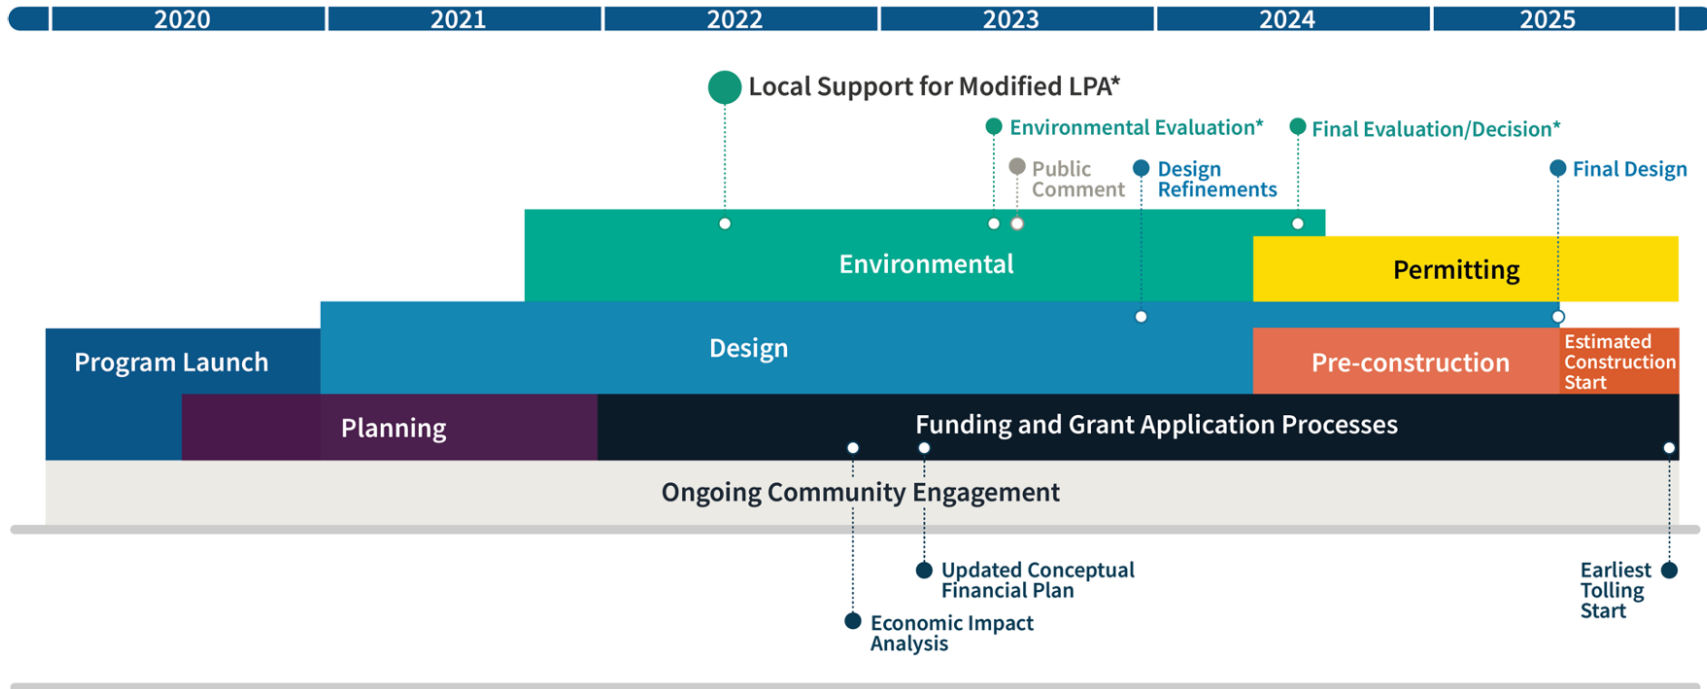 2020 2021 2022 2023 2024 2025
Local Support for Modified LPA*
Environmental Evaluation*
Final Evaluation/Decision*
Public
Comment
Design
Refinements
Final Design
Environmental
Permitting
Program Launch
Design
Pre-construction
Estimated
Construction
Start
Planning
Funding and Grant Application Processes
Ongoing Community Engagement
Updated Conceptual
Financial Plan
Economic Impact
Analysis
Earliest
Tolling
Start